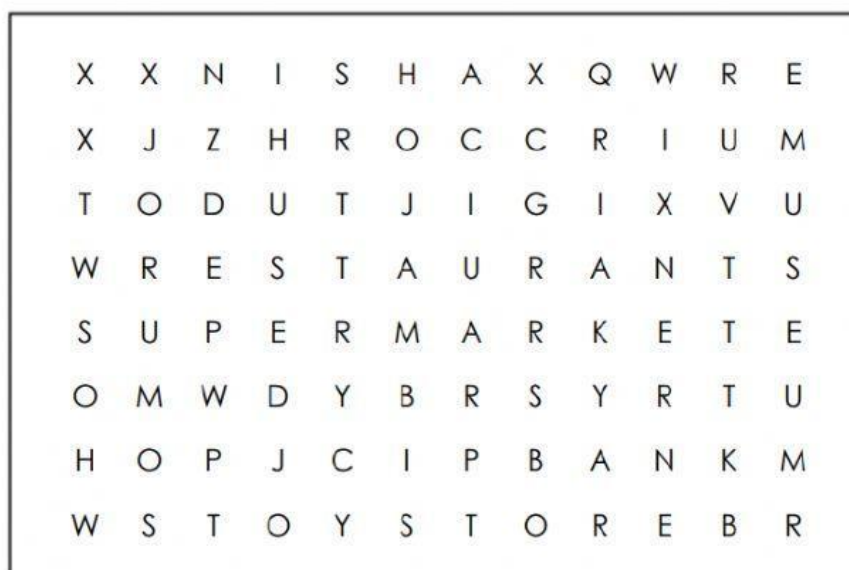 X X N I S H A X Q W R E
X J Z H R O C C R I U M
T O D U T J I G I X V U
W R E S T A U R A N T S
S U P E R M A R K E T E
O M W D Y B R S Y R T U
H O P J C I P B A N K M
W S T O Y S T O R E B R